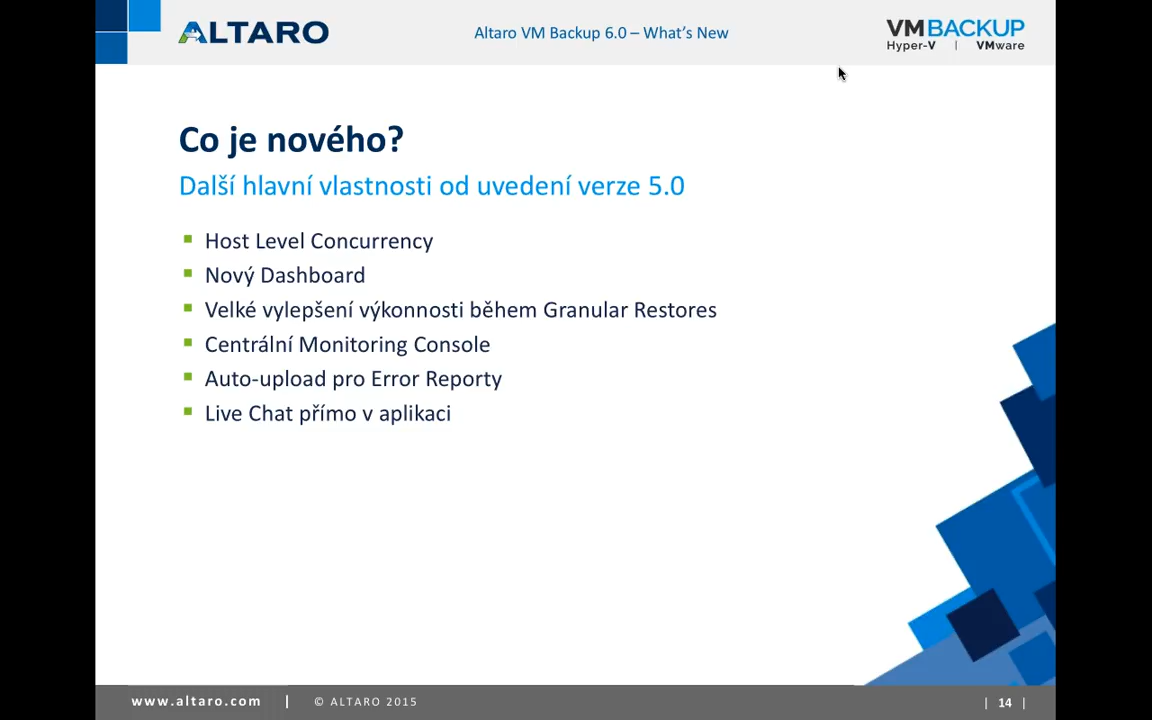 ALTARO
Altaro VM Backup 6.0 – What's New
VMBACKUP
Hyper-V | VMware
Co je nového?
Další hlavní vlastnosti od uvedení verze 5.0
Host Level Concurrency
Nový Dashboard
Velké vylepšení výkonnosti během Granular Restores
Centrální Monitoring Console
Auto-upload pro Error Reporty
Live Chat přímo v aplikaci
www.altaro.com | © ALTARO 2015
| 14 |